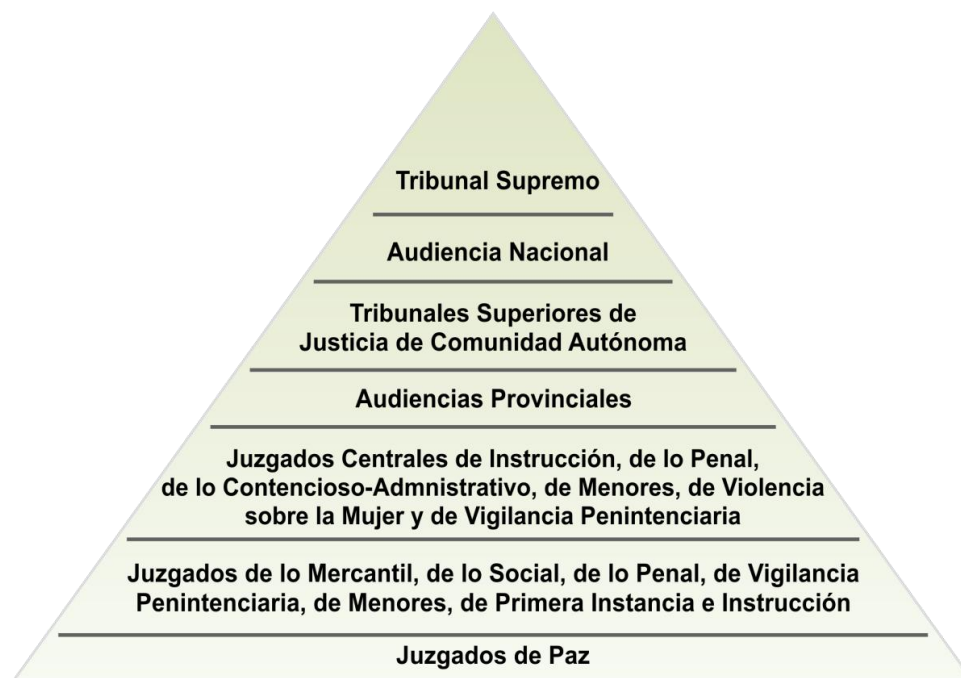 Tribunal Supremo
Audiencia Nacional
Tribunales Superiores de
Justicia de Comunidad Autónoma
Audiencias Provinciales
Juzgados Centrales de Instrucción, de lo Penal,
de lo Contencioso-Admnistrativo, de Menores, de Violencia
sobre la Mujer y de Vigilancia Penintenciaria
Juzgados de lo Mercantil, de lo Social, de lo Penal, de Vigilancia
Penintenciaria, de Menores, de Primera Instancia e Instrucción
Juzgados de Paz